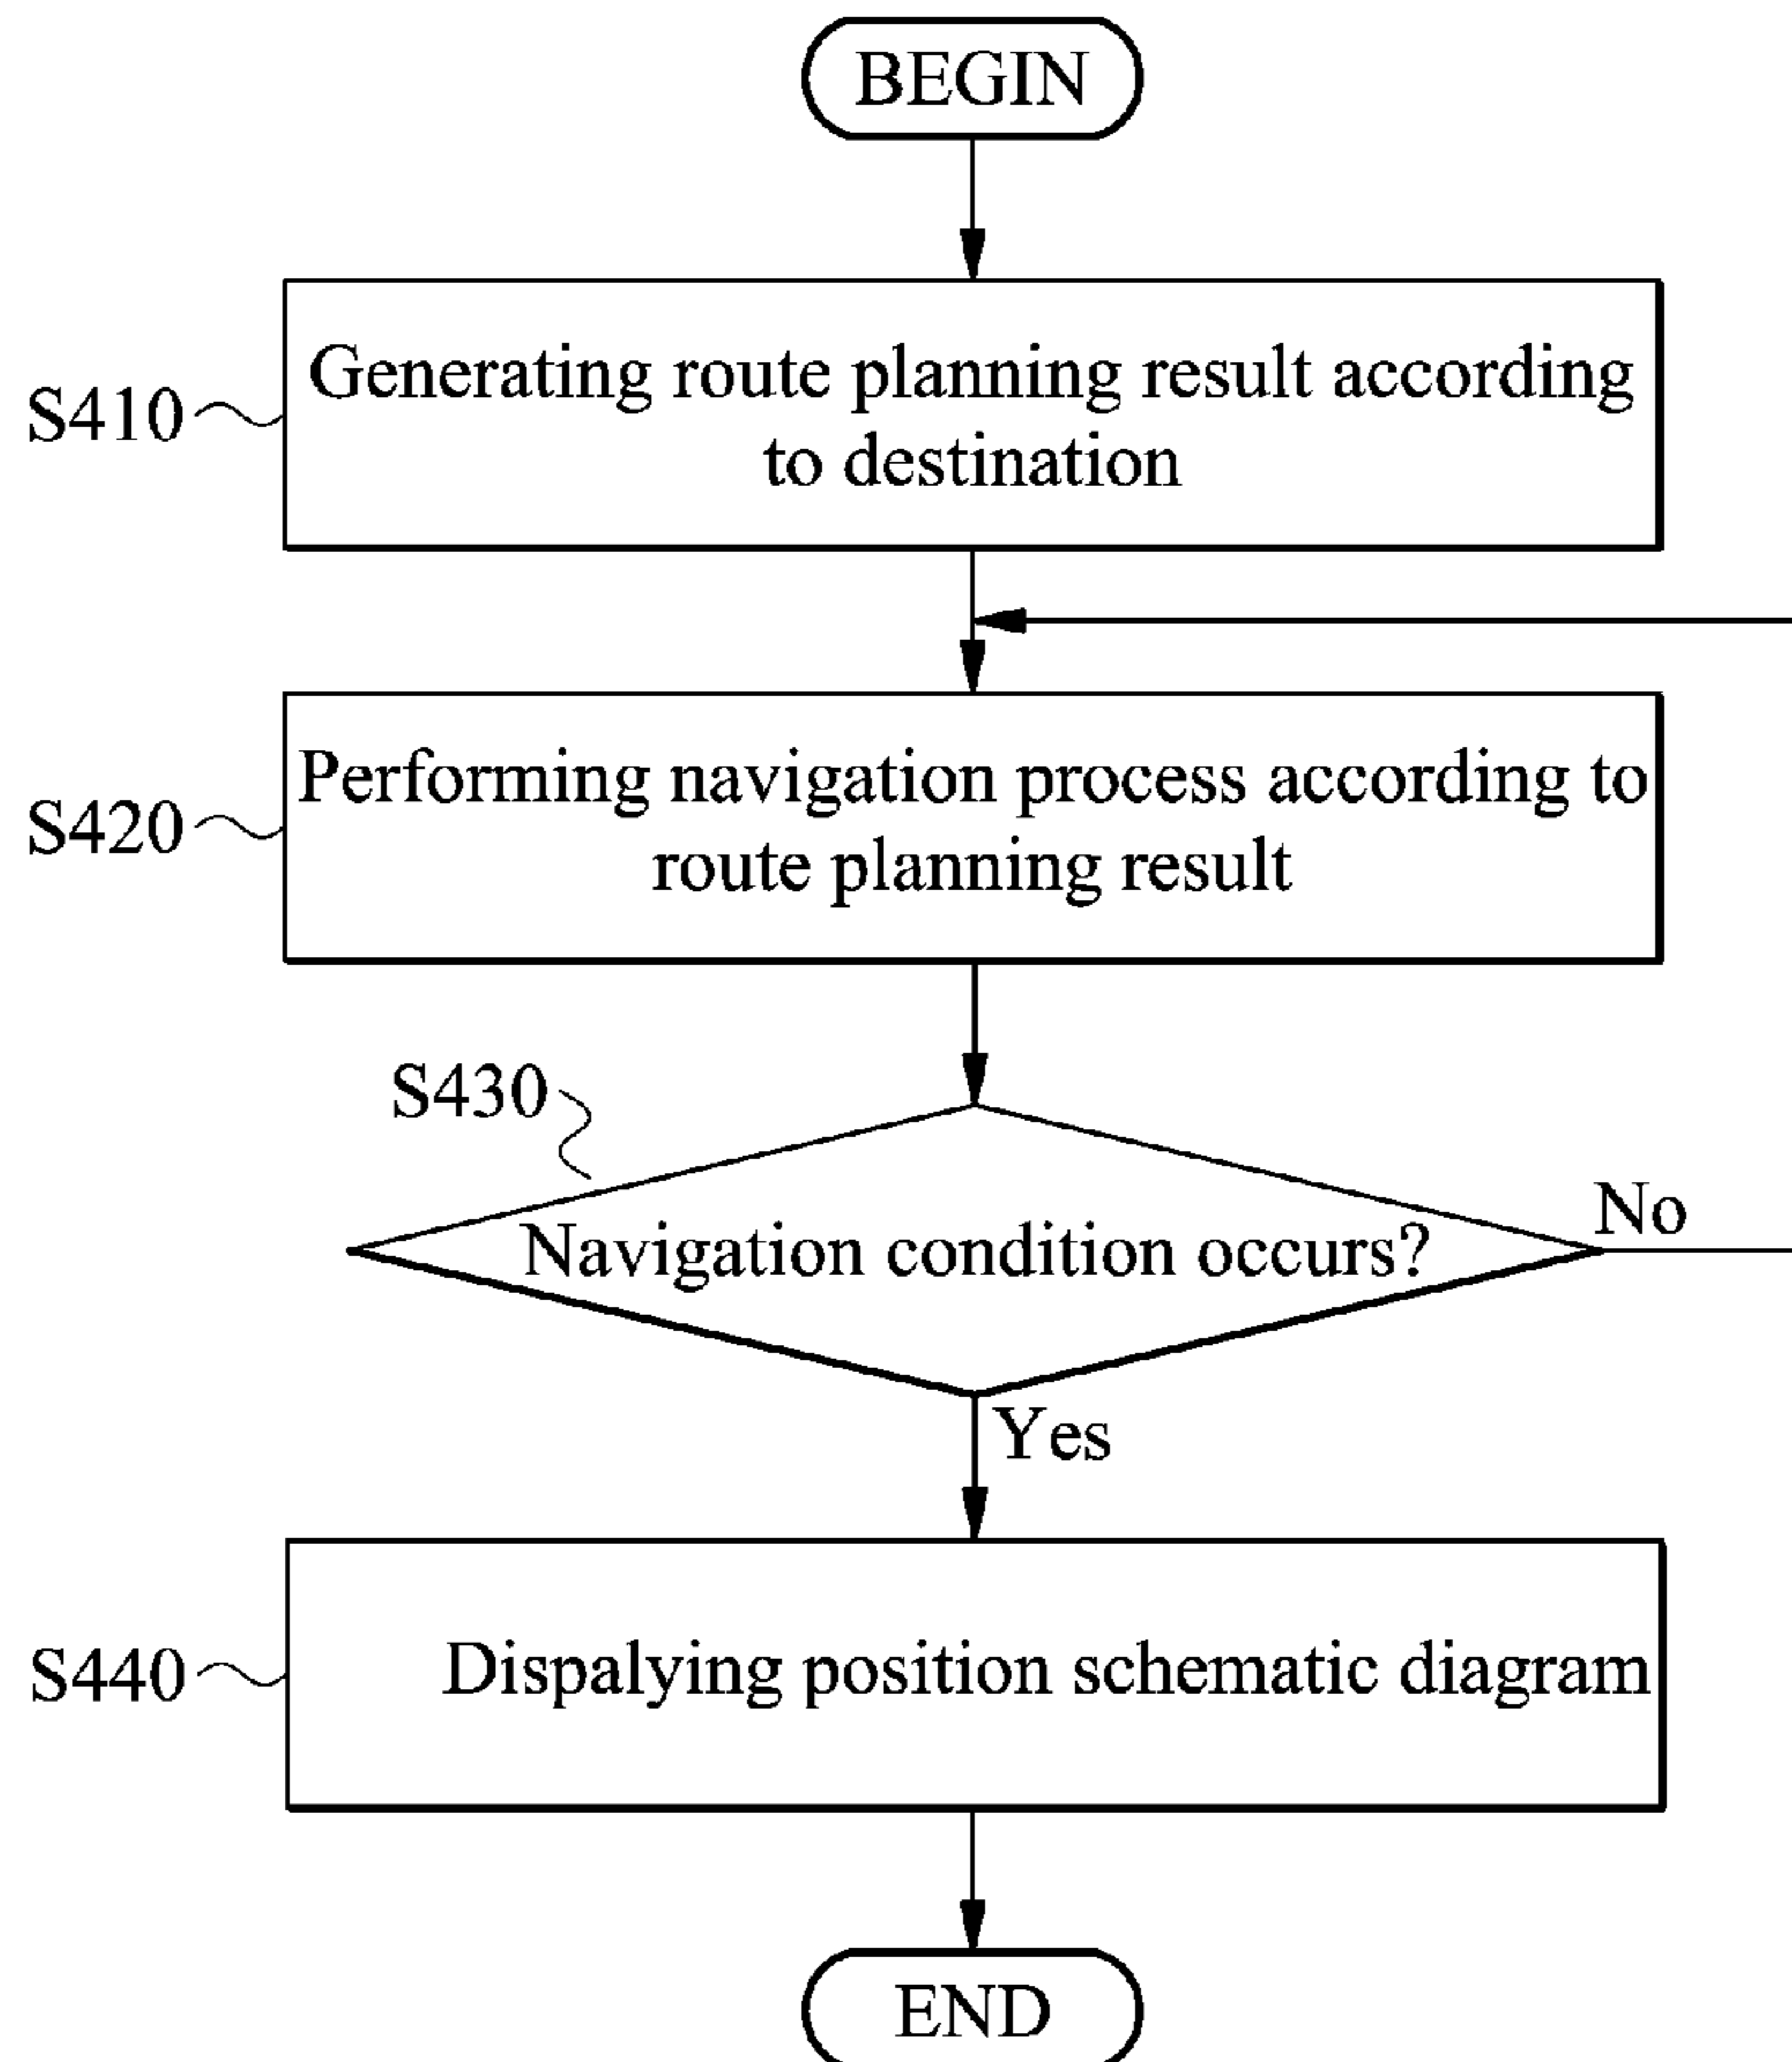 BEGIN
S410
Generating route planning result according
to destination
S420
Performing navigation process according to
route planning result
S430
Navigation condition occurs?
No
Yes
S440
Dispalying position schematic diagram
END